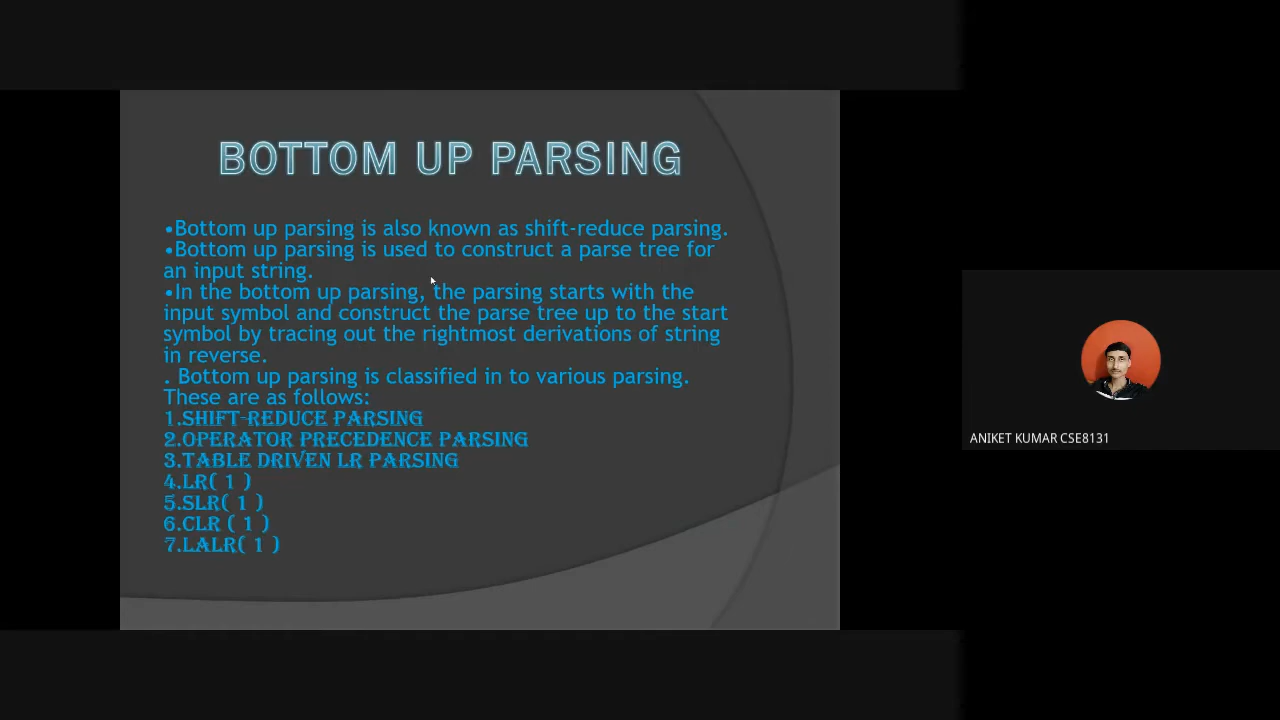 BOTTOM UP PARSING
•Bottom up parsing is also known as shift-reduce parsing.
•Bottom up parsing is used to construct a parse tree for
an input string.
•In the bottom up parsing, the parsing starts with the
input symbol and construct the parse tree up to the start
symbol by tracing out the rightmost derivations of string
in reverse.
. Bottom up parsing is classified in to various parsing.
These are as follows:
1.SHIFT-REDUCE PARSING
2.OPERATOR PRECEDENCE PARSING
3.TABLE DRIVEN LR PARSING
4.LR( 1 )
5.SLR( 1 )
6.CLR ( 1 )
7.LALR( 1 )
ANIKET KUMAR CSE8131